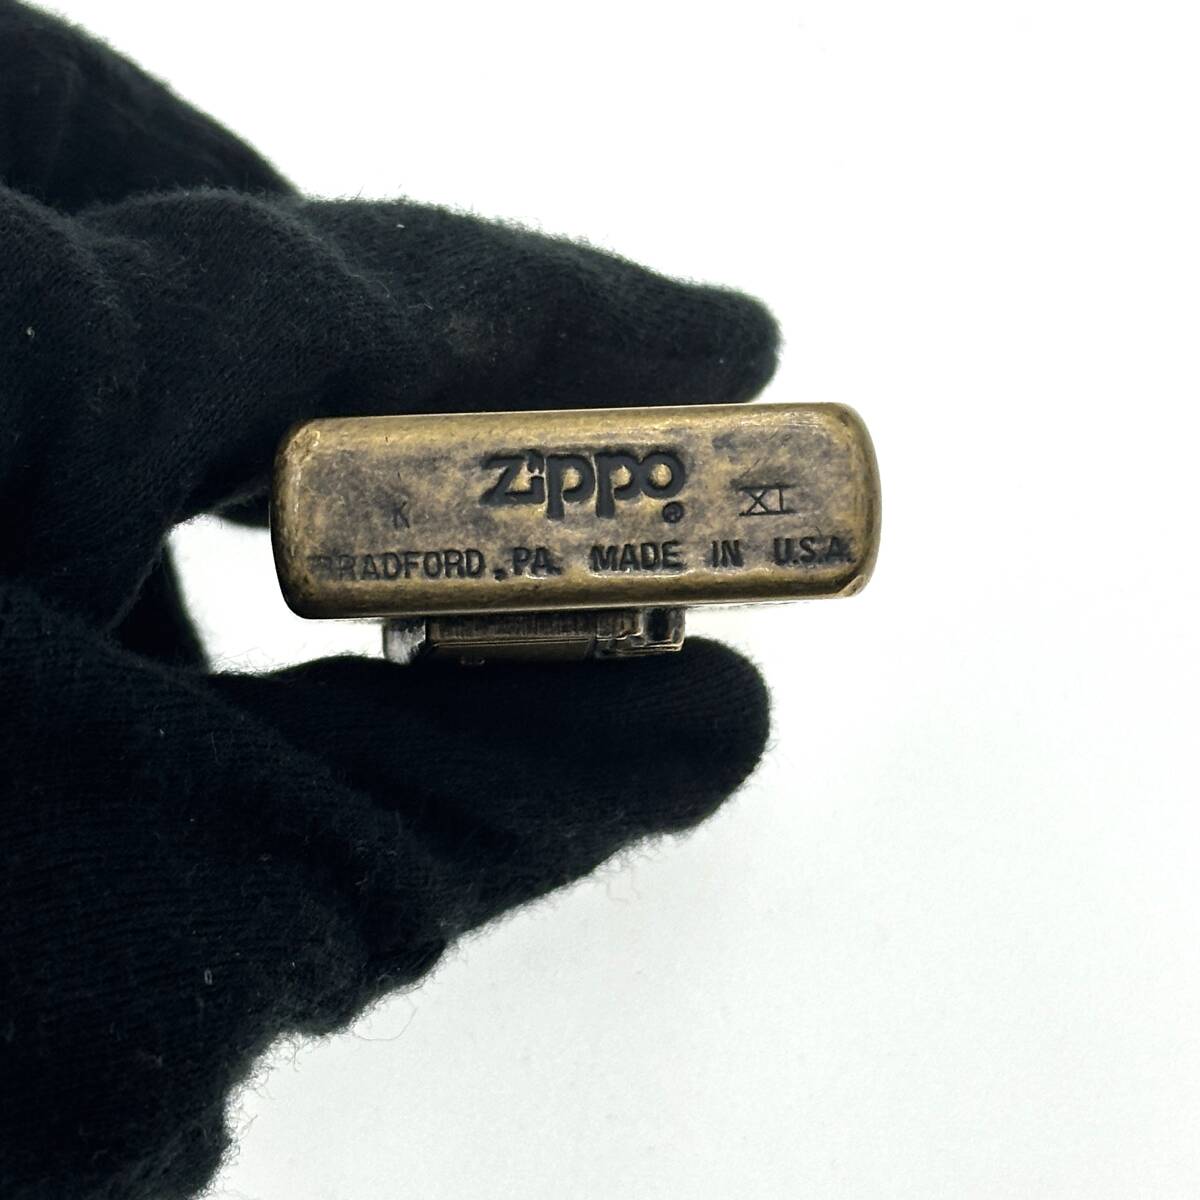 zippo®
K XI
BRADFORD, PA. MADE IN U.S.A.